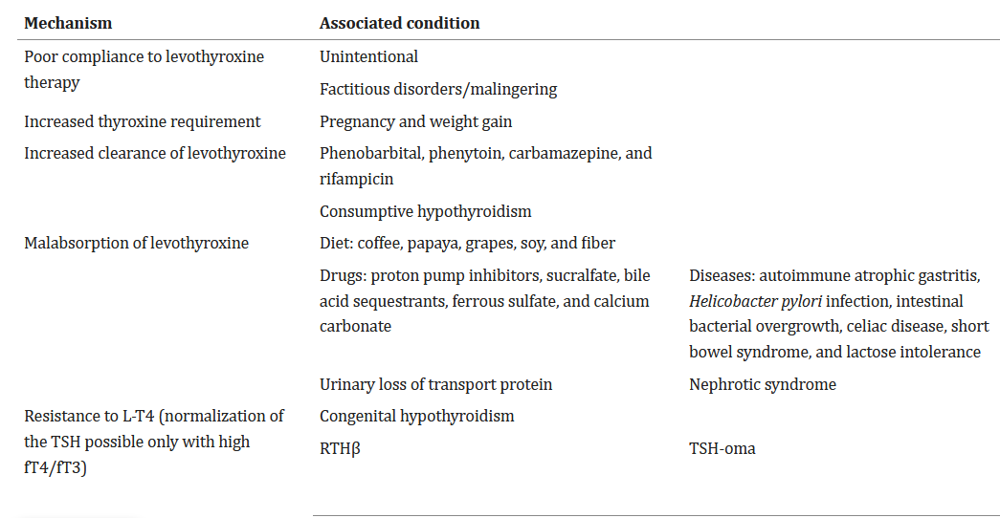 Mechanism Associated condition
Poor compliance to levothyroxine
therapy
Unintentional
Factitious disorders/malingering
Increased thyroxine requirement Pregnancy and weight gain
Increased clearance of levothyroxine Phenobarbital, phenytoin, carbamazepine, and
rifampicin
Consumptive hypothyroidism
Malabsorption of levothyroxine Diet: coffee, papaya, grapes, soy, and fiber
Drugs: proton pump inhibitors, sucralfate, bile
acid sequestrants, ferrous sulfate, and calcium
carbonate
Diseases: autoimmune atrophic gastritis,
Helicobacter pylori infection, intestinal
bacterial overgrowth, celiac disease, short
bowel syndrome, and lactose intolerance
Urinary loss of transport protein Nephrotic syndrome
Resistance to L-T4 (normalization of
the TSH possible only with high
fT4/fT3)
Congenital hypothyroidism
RTHβ TSH-oma